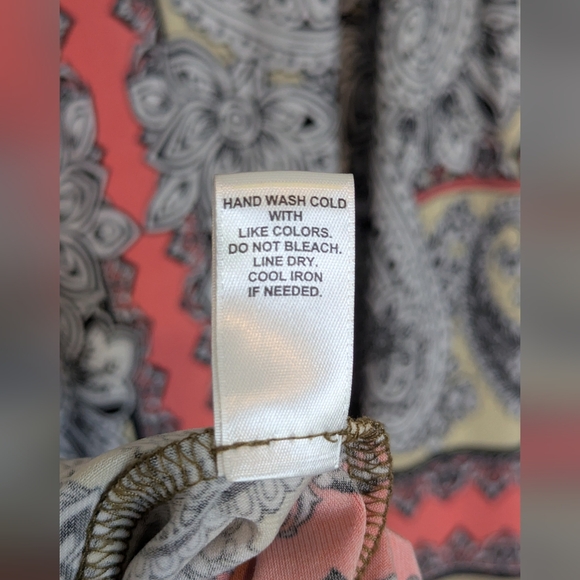 HAND WASH COLD
WITH
LIKE COLORS.
DO NOT BLEACH.
LINE DRY.
COOL IRON
IF NEEDED.